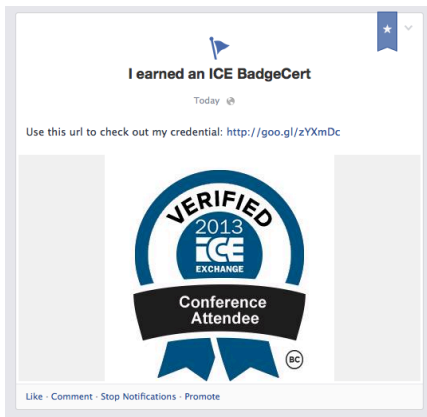 I earned an ICE BadgeCert
Today
Use this url to check out my credential: http://goo.gl/zYXmDc
VERIFIED
2013
ICE
EXCHANGE
Conference
Attendee
BC
Like · Comment · Stop Notifications · Promote